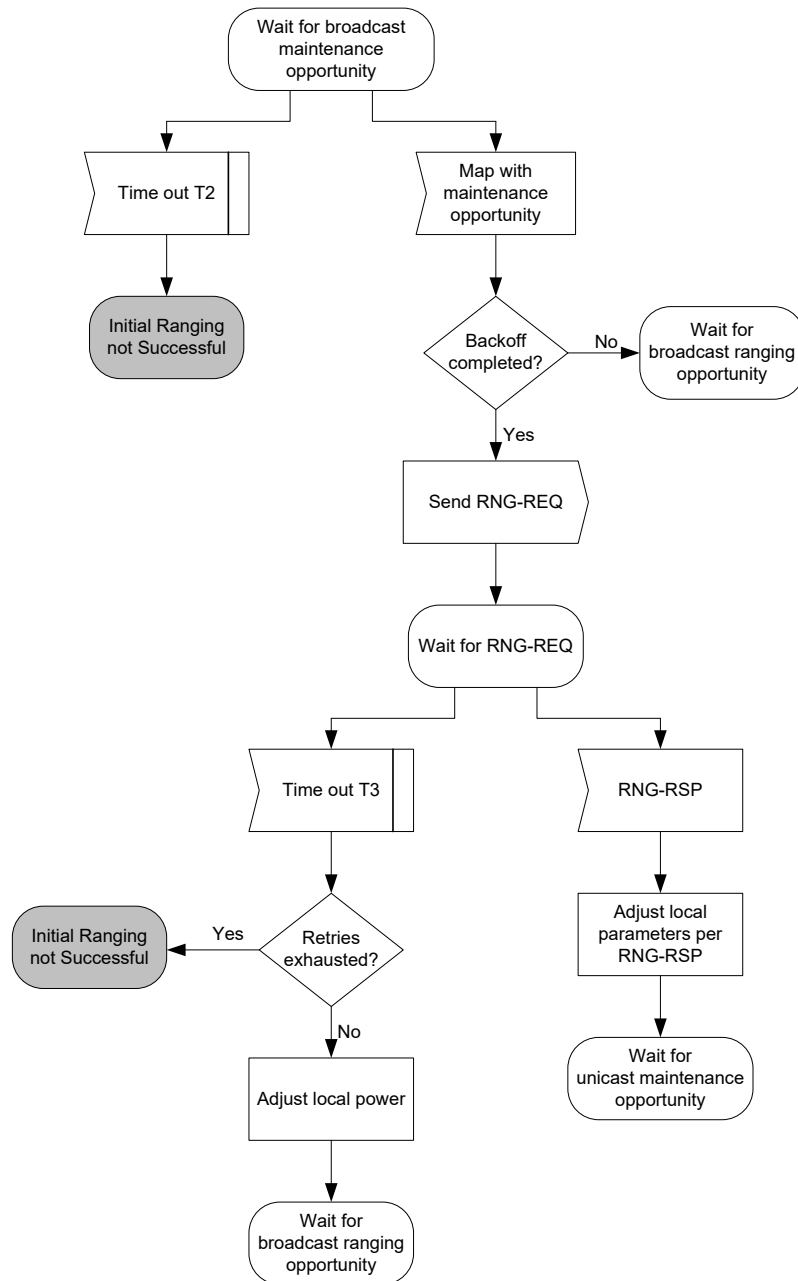 Wait for broadcast
maintenance
opportunity
Time out T2
Map with
maintenance
opportunity
Initial Ranging
not Successful
Backoff
completed?
No
Wait for
broadcast ranging
opportunity
Yes
Send RNG-REQ
Wait for RNG-REQ
Time out T3
RNG-RSP
Initial Ranging
not Successful
Yes
Retries
exhausted?
Adjust local
parameters per
RNG-RSP
No
Adjust local power
Wait for
unicast maintenance
opportunity
Wait for
broadcast ranging
opportunity